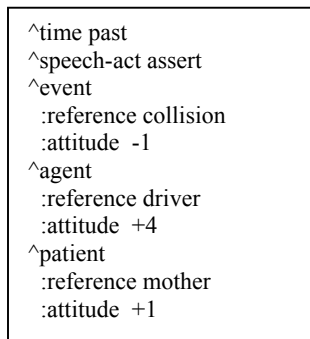 ^time past
^speech-act assert
^event
:reference collision
:attitude -1
^agent
:reference driver
:attitude +4
^patient
:reference mother
:attitude +1